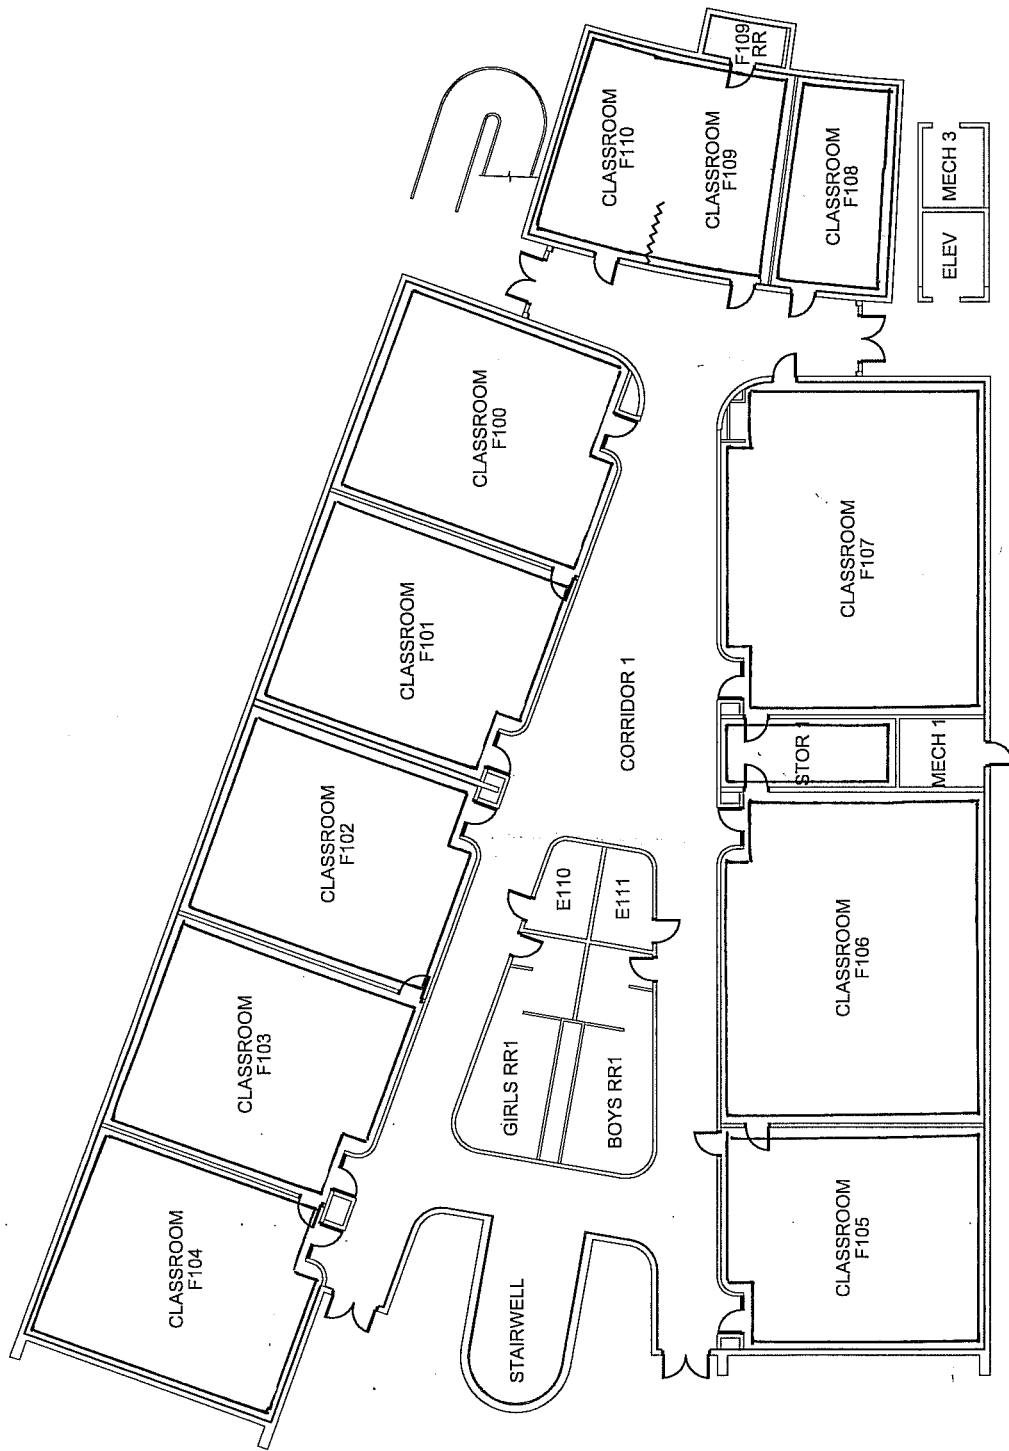 CLASSROOM
F104
CLASSROOM
F103
CLASSROOM
F102
CLASSROOM
F101
CLASSROOM
F100
CLASSROOM
F110
CLASSROOM
F109
F109
RR
CLASSROOM
F108
ELEV
MECH 3
STAIRWELL
GIRLS RR1
BOYS RR1
E110
E111
CORRIDOR 1
CLASSROOM
F105
CLASSROOM
F106
STOR 1
MECH 1
CLASSROOM
F107